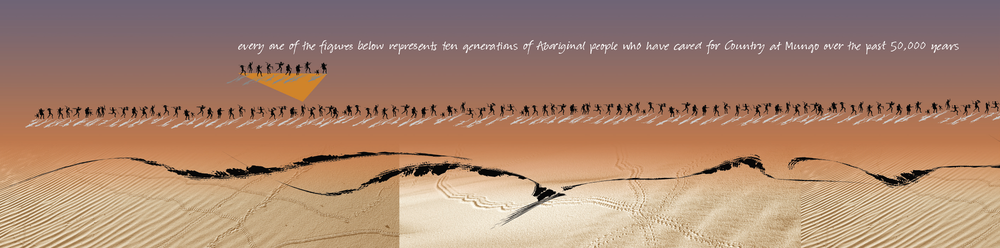 every one of the figures below represents ten generations of Aboriginal people who have cared for Country at Mungo over the past 50,000 years